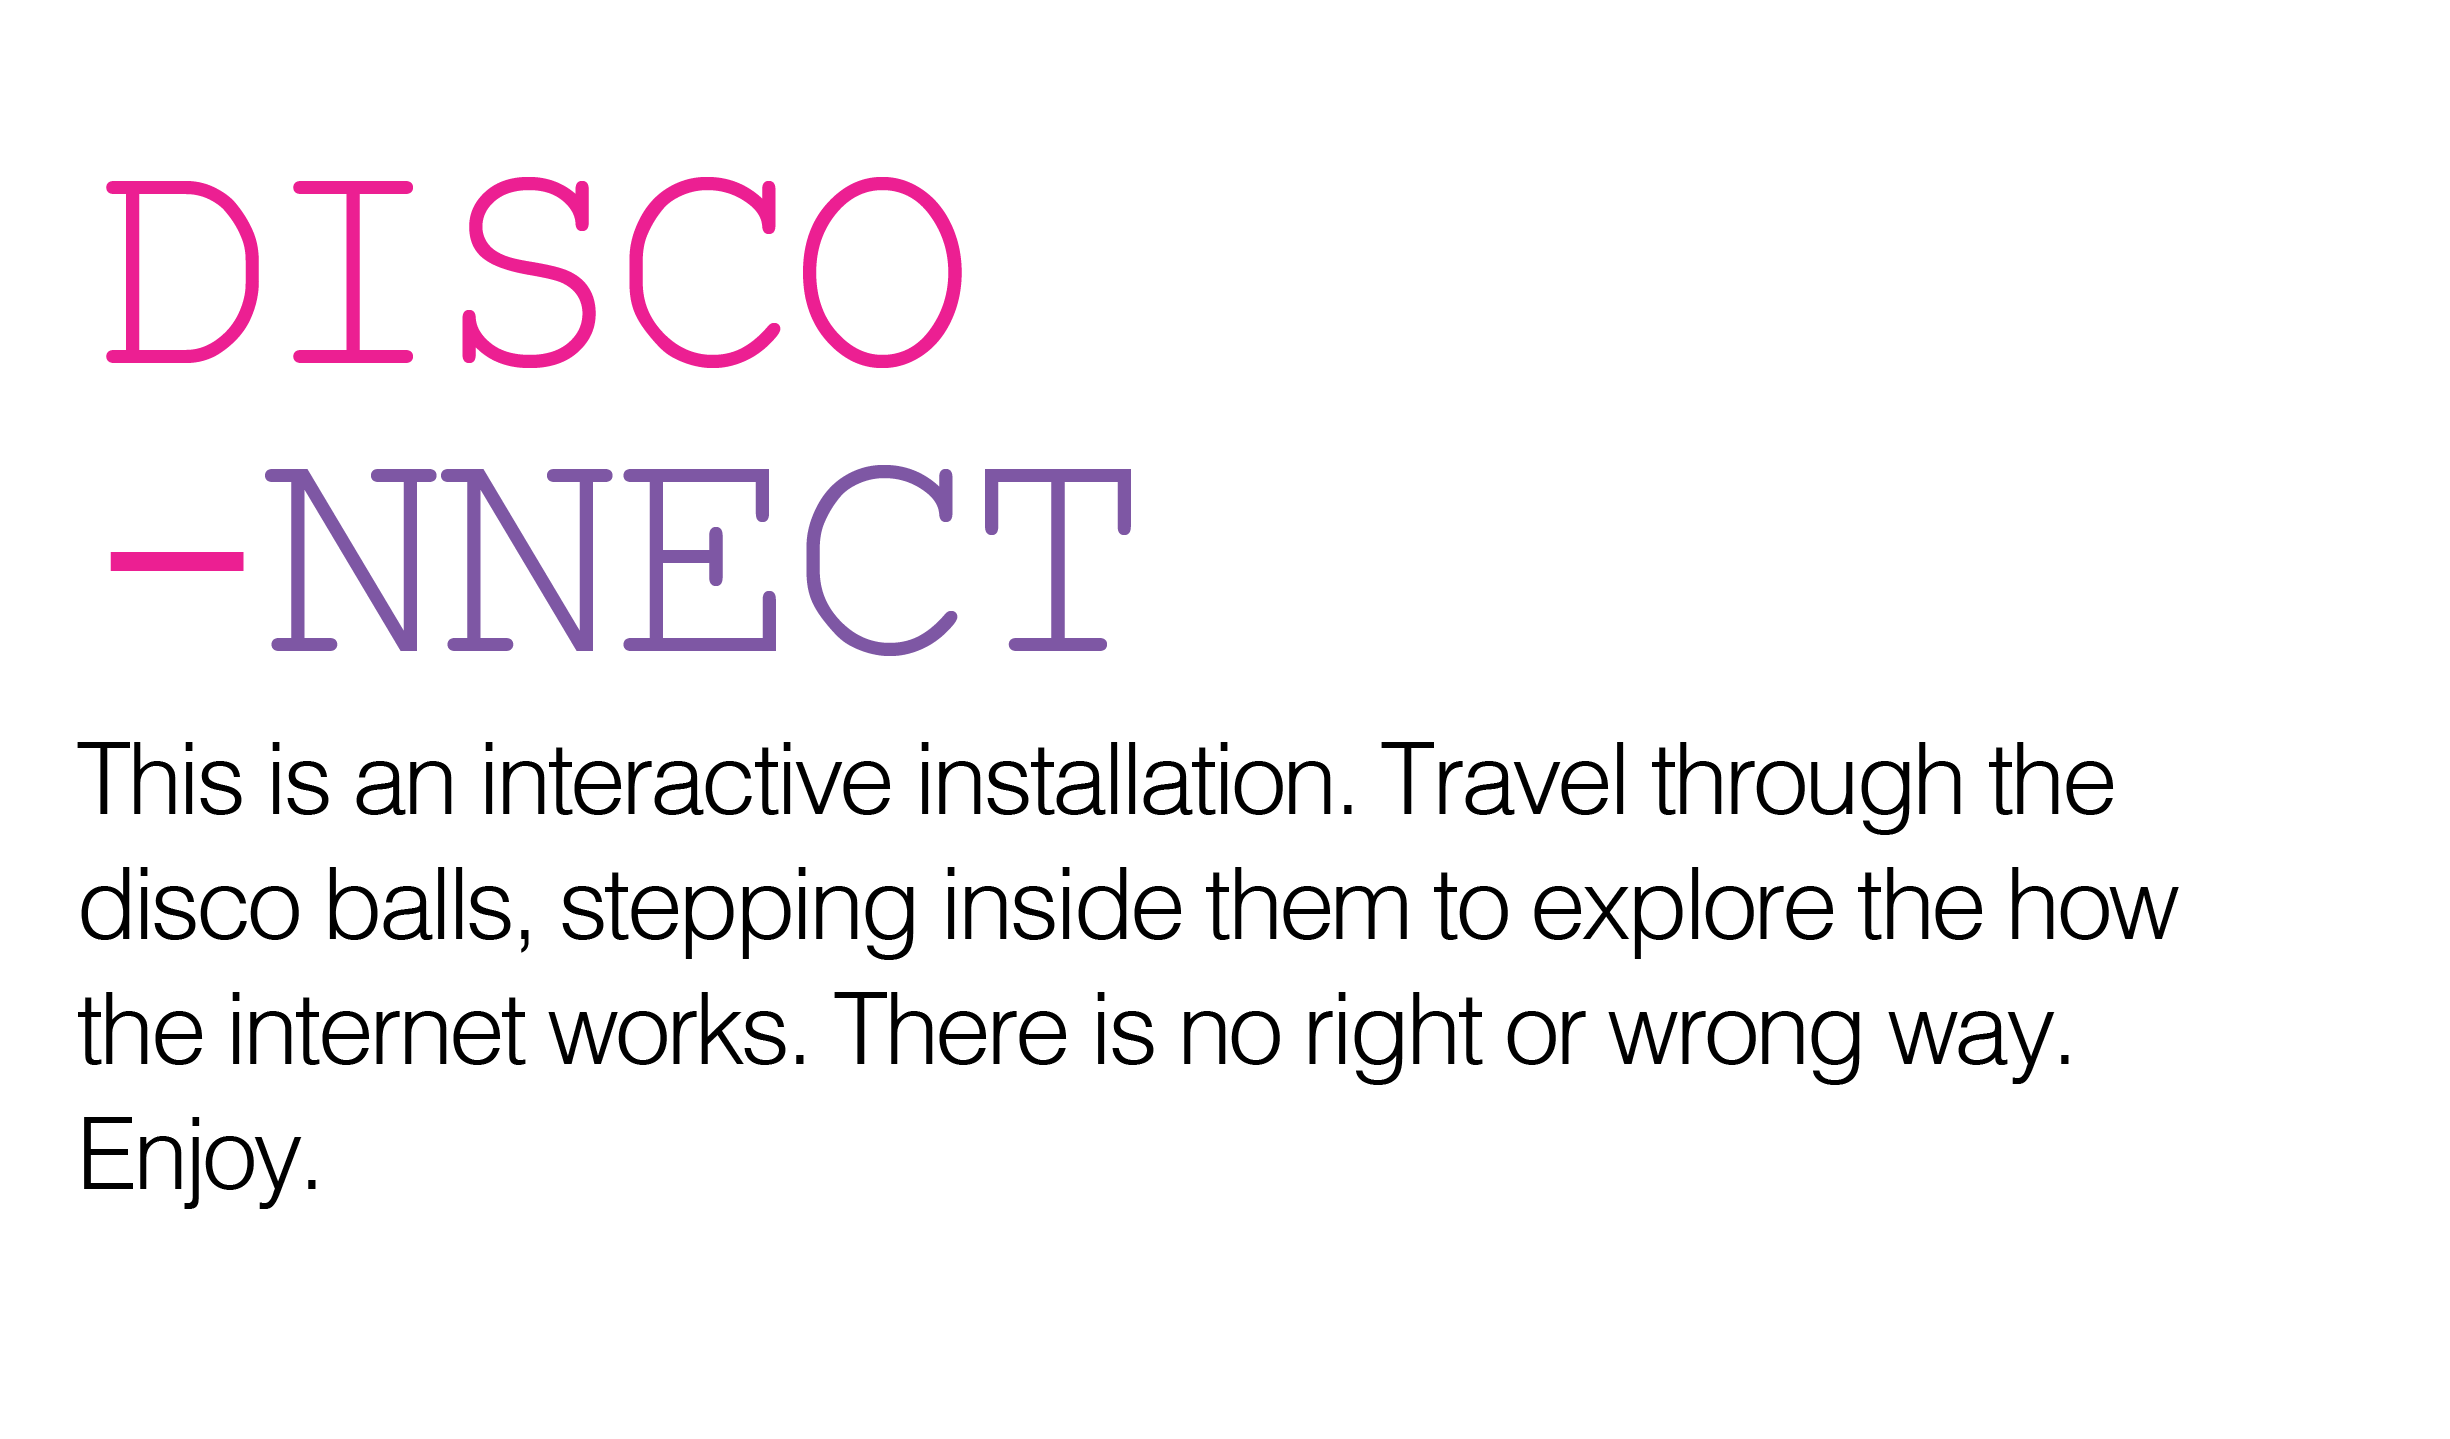 DISCO
—NNECT
This is an interactive installation. Travel through the
disco balls, stepping inside them to explore the how
the internet works. There is no right or wrong way.
Enjoy.